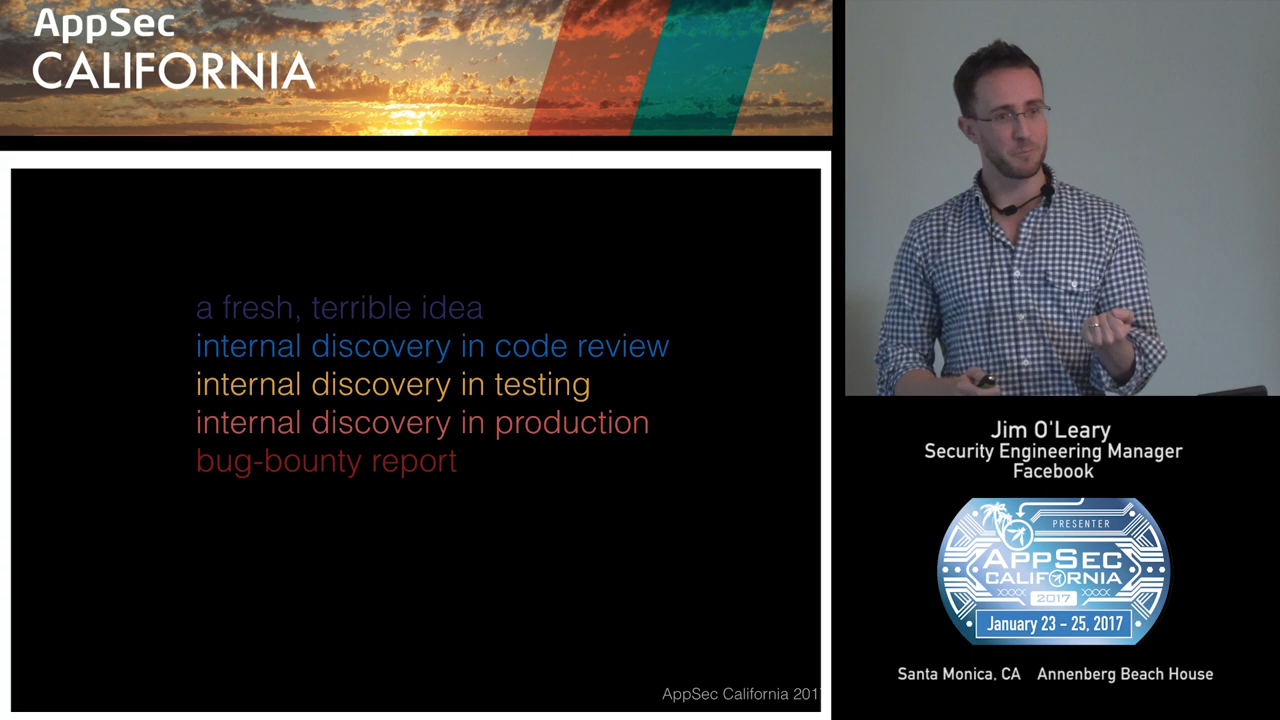 AppSec
CALIFORNIA
a fresh, terrible idea
internal discovery in code review
internal discovery in testing
internal discovery in production
bug-bounty report
AppSec California 201
Jim O'Leary
Security Engineering Manager
Facebook
PRESENTER
APPSEC
CALIFORNIA
XXXX 2017 XXXX
January 23 - 25, 2017
Santa Monica, CA Annenberg Beach House